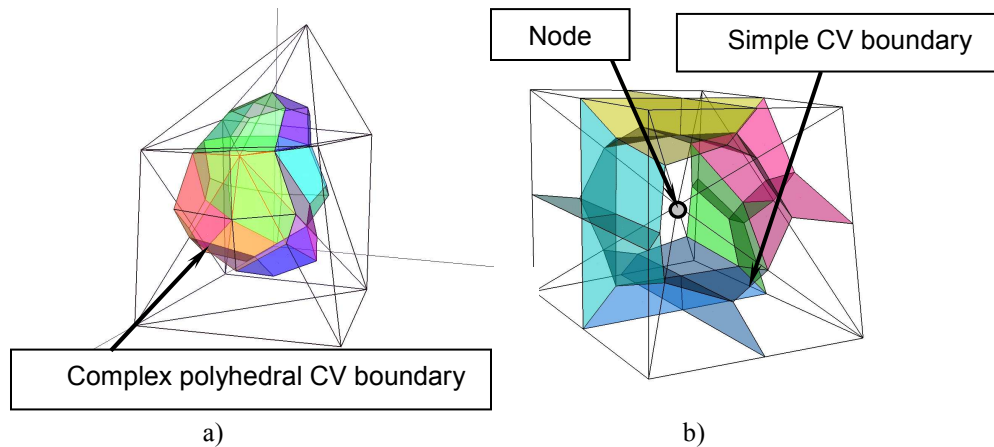 Node
Simple CV boundary
Complex polyhedral CV boundary
a)
b)